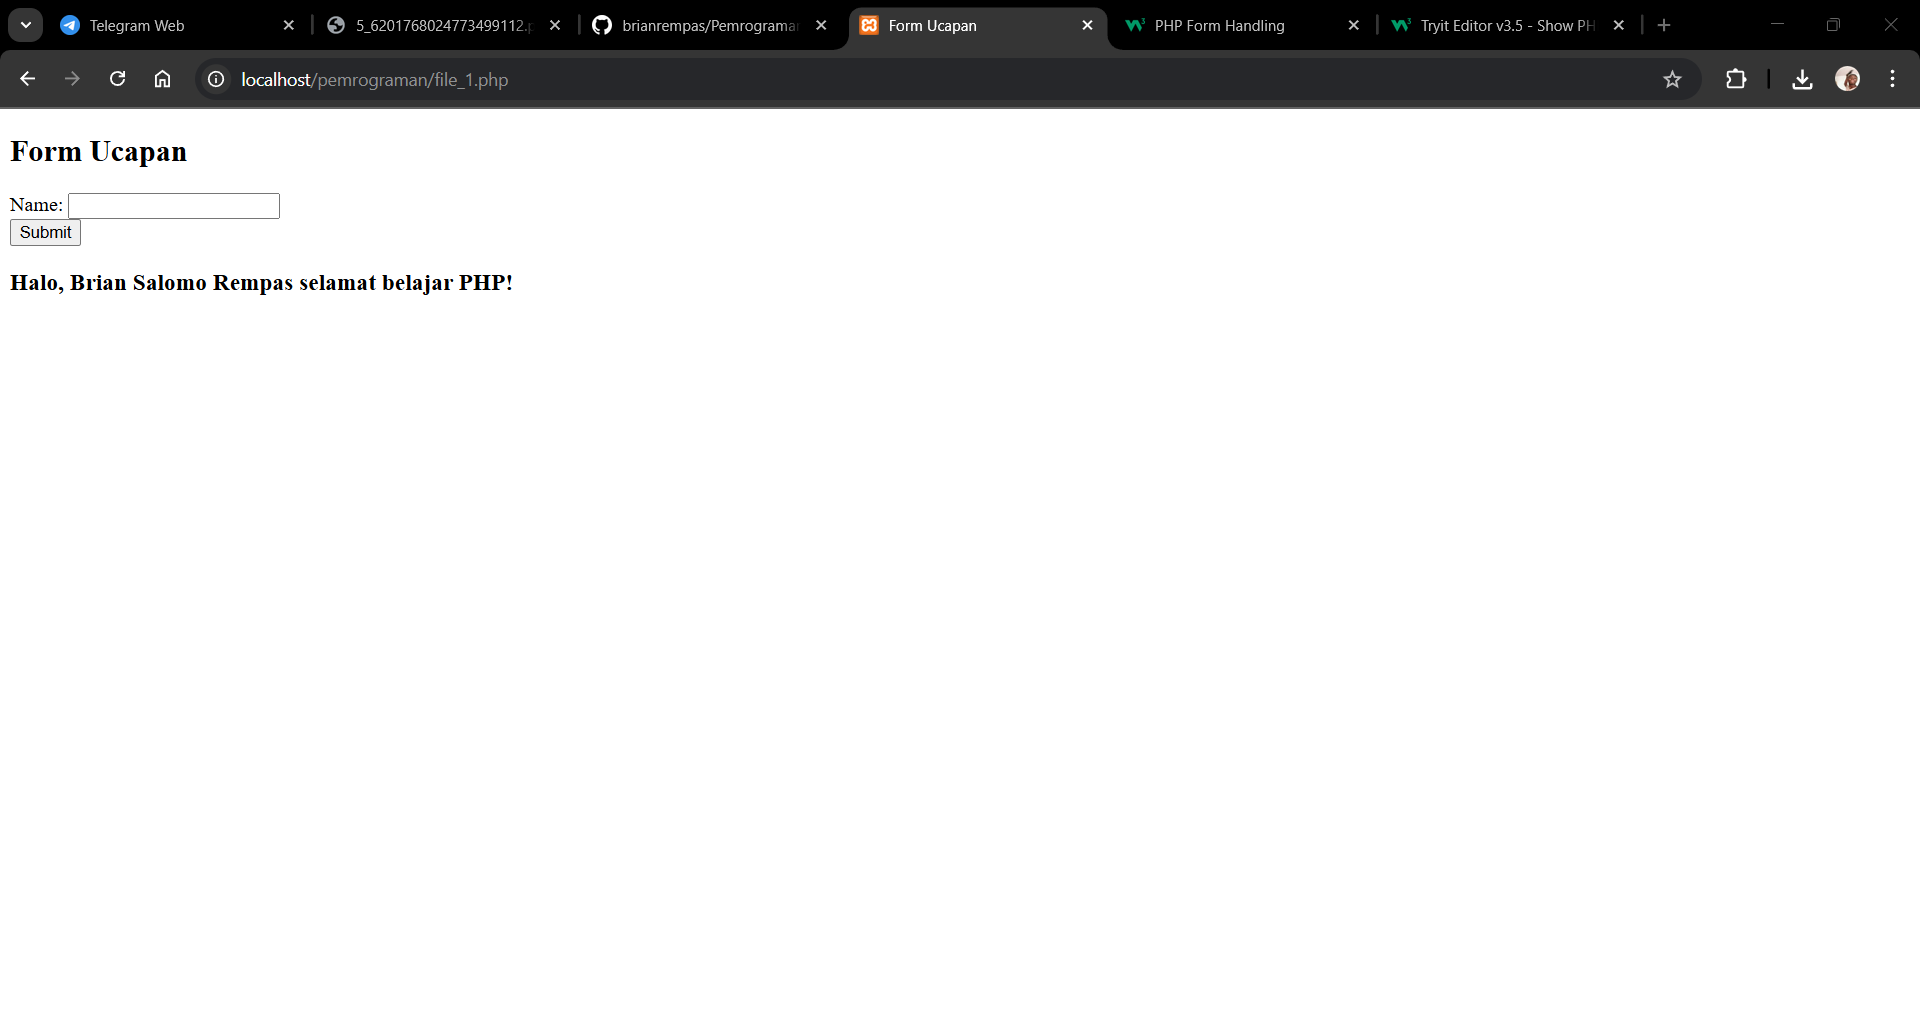 Telegram Web
5_6201768024773499112.p
brianrempas/Pemrograma
Form Ucapan
PHP Form Handling
Tryit Editor v3.5 - Show PH
localhost/pemrograman/file_1.php
Form Ucapan
Name:
Submit
Halo, Brian Salomo Rempas selamat belajar PHP!